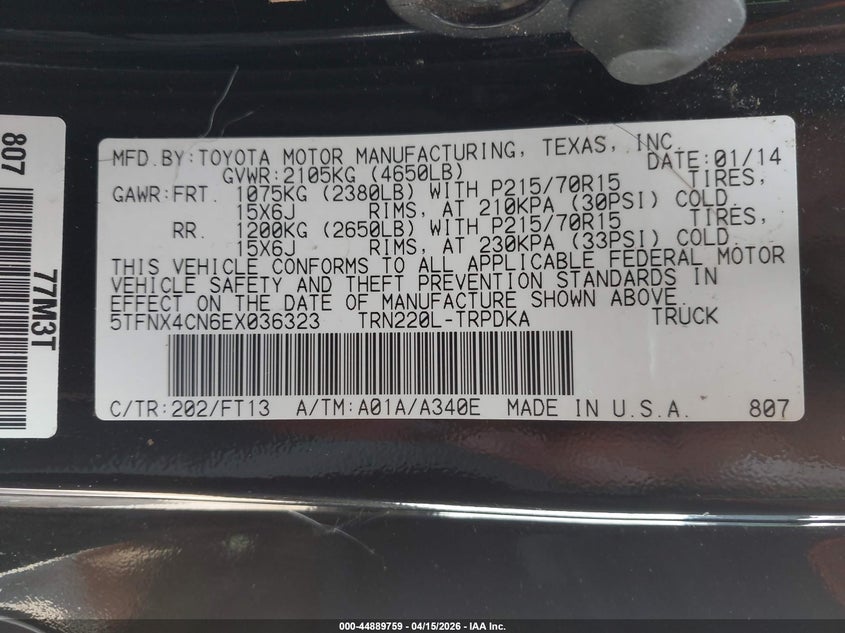 807
77M3T
MFD.BY:TOYOTA MOTOR MANUFACTURING, TEXAS, INC.
GVWR:2105KG (4650LB) DATE:01/14
GAWR:FRT. 1075KG (2380LB) WITH P215/70R15 TIRES,
15X6J RIMS, AT 210KPA (30PSI) COLD.
RR. 1200KG (2650LB) WITH P215/70R15 TIRES,
15X6J RIMS, AT 230KPA (33PSI) COLD.
THIS VEHICLE CONFORMS TO ALL APPLICABLE FEDERAL MOTOR
VEHICLE SAFETY AND THEFT PREVENTION STANDARDS IN
EFFECT ON THE DATE OF MANUFACTURE SHOWN ABOVE.
5TFNX4CN6EX036323 TRN220L-TRPDKA TRUCK
C/TR:202/FT13 A/TM:A01A/A340E MADE IN U.S.A. 807
000-44889759 - 04/15/2026 - IAA Inc.